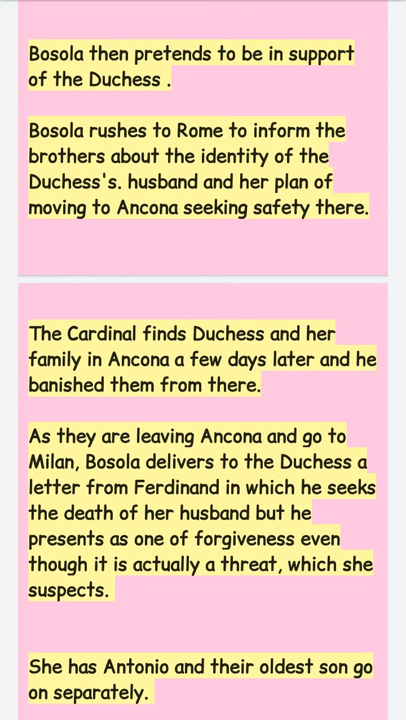 Bosola then pretends to be in support
of the Duchess .
Bosola rushes to Rome to inform the
brothers about the identity of the
Duchess's. husband and her plan of
moving to Ancona seeking safety there.
The Cardinal finds Duchess and her
family in Ancona a few days later and he
banished them from there.
As they are leaving Ancona and go to
Milan, Bosola delivers to the Duchess a
letter from Ferdinand in which he seeks
the death of her husband but he
presents as one of forgiveness even
though it is actually a threat, which she
suspects.
She has Antonio and their oldest son go
on separately.